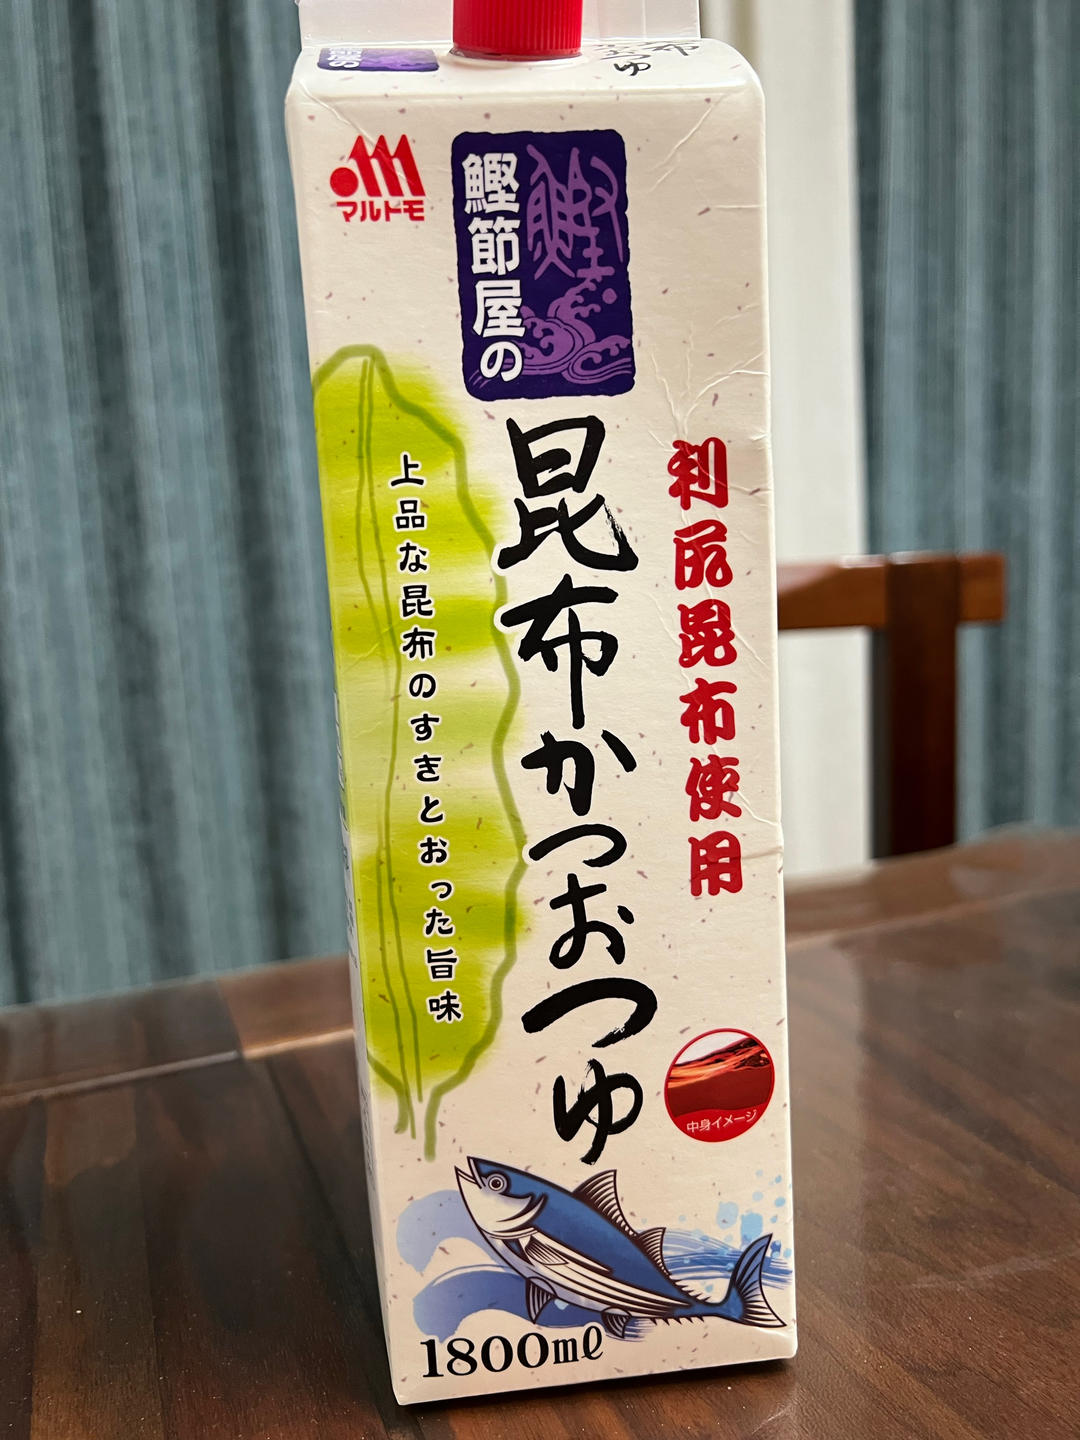 マルトモ
鰹節屋の
鰹
利尻昆布使用
昆布かつおつゆ
上品な昆布のすきとおった旨味
中身イメージ
1800ml